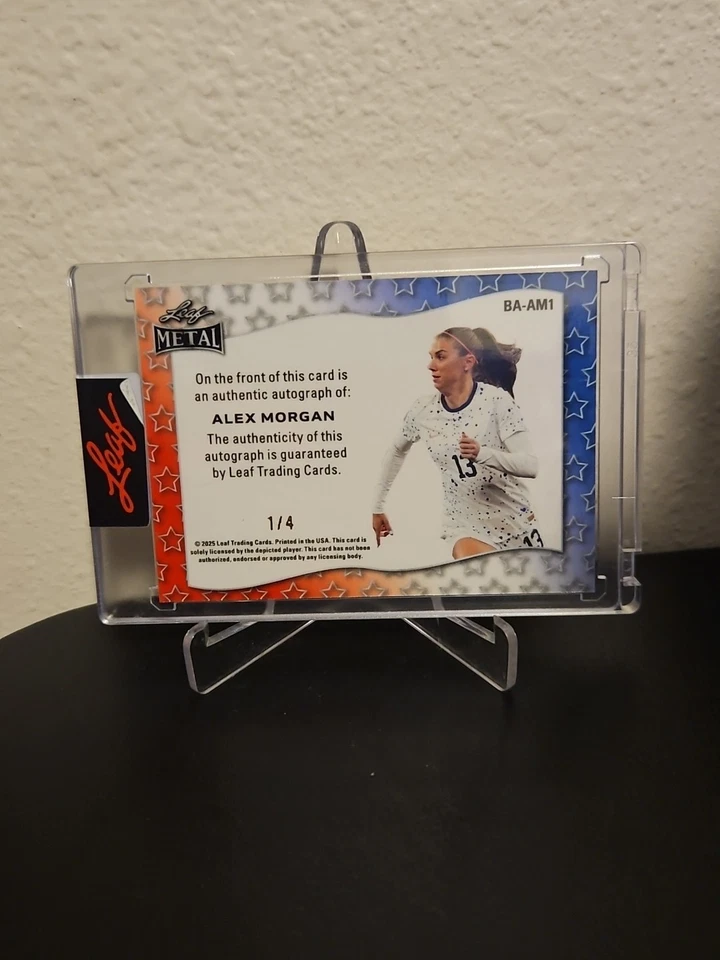 Leaf
METAL
BA-AM1
On the front of this card is
an authentic autograph of:
ALEX MORGAN
The authenticity of this
autograph is guaranteed
by Leaf Trading Cards.
1/4
© 2025 Leaf Trading Cards. Printed in the USA. This card is
solely licensed by the depicted player. This card has not been
authorized, endorsed or approved by any licensing body.
Leaf
13
13